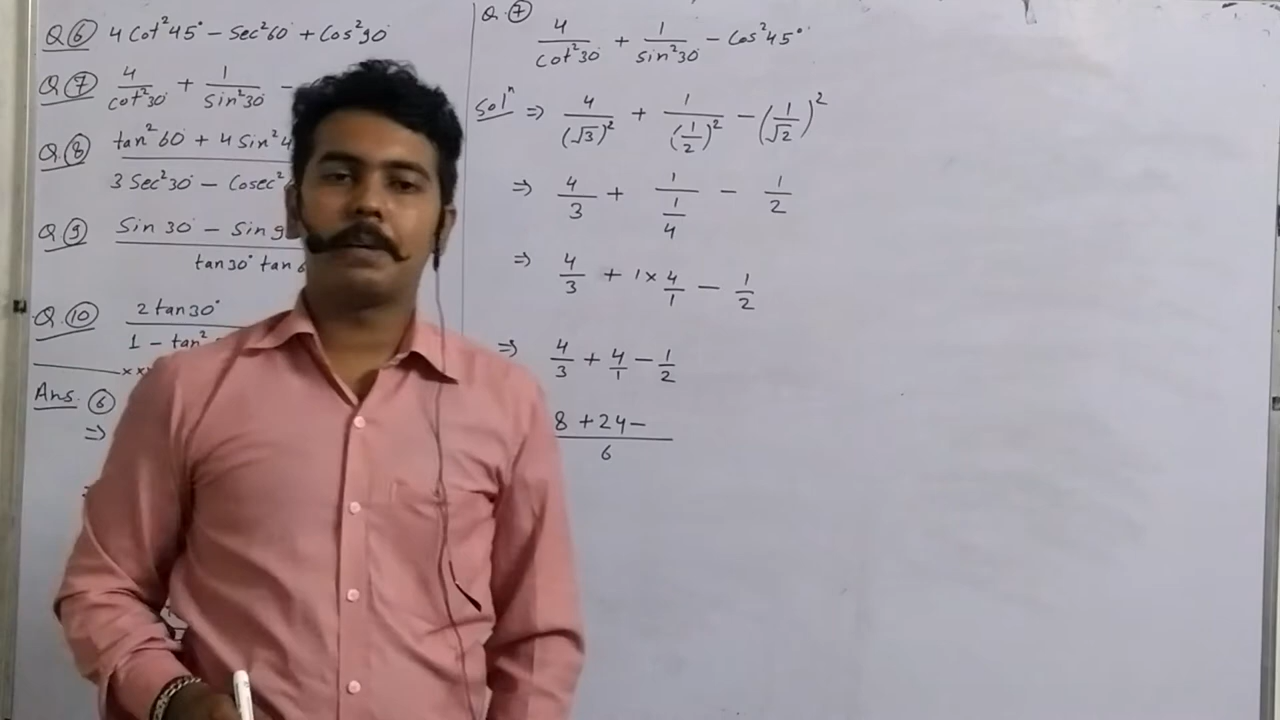 Q.⑥ 4 Cot²45° − Sec²60° + Cos²90°
Q.⑦ 4/cot²30° + 1/Sin²30° −
Q.⑧ tan²60° + 4 Sin²4
3 Sec²30° − Cosec²
Q.⑨ Sin 30° − Sin 9
tan30° tan 6
Q.⑩ 2 tan30°
1 − tan²
xxx
Ans. ⑥
⇒
Q.⑦ 4/cot²30° + 1/sin²30° − Cos²45°
Solⁿ ⇒ 4/(√3)² + 1/(1/2)² − (1/√2)²
⇒ 4/3 + 1/(1/4) − 1/2
⇒ 4/3 + 1×4/1 − 1/2
⇒ 4/3 + 4/1 − 1/2
8 + 24 −
6